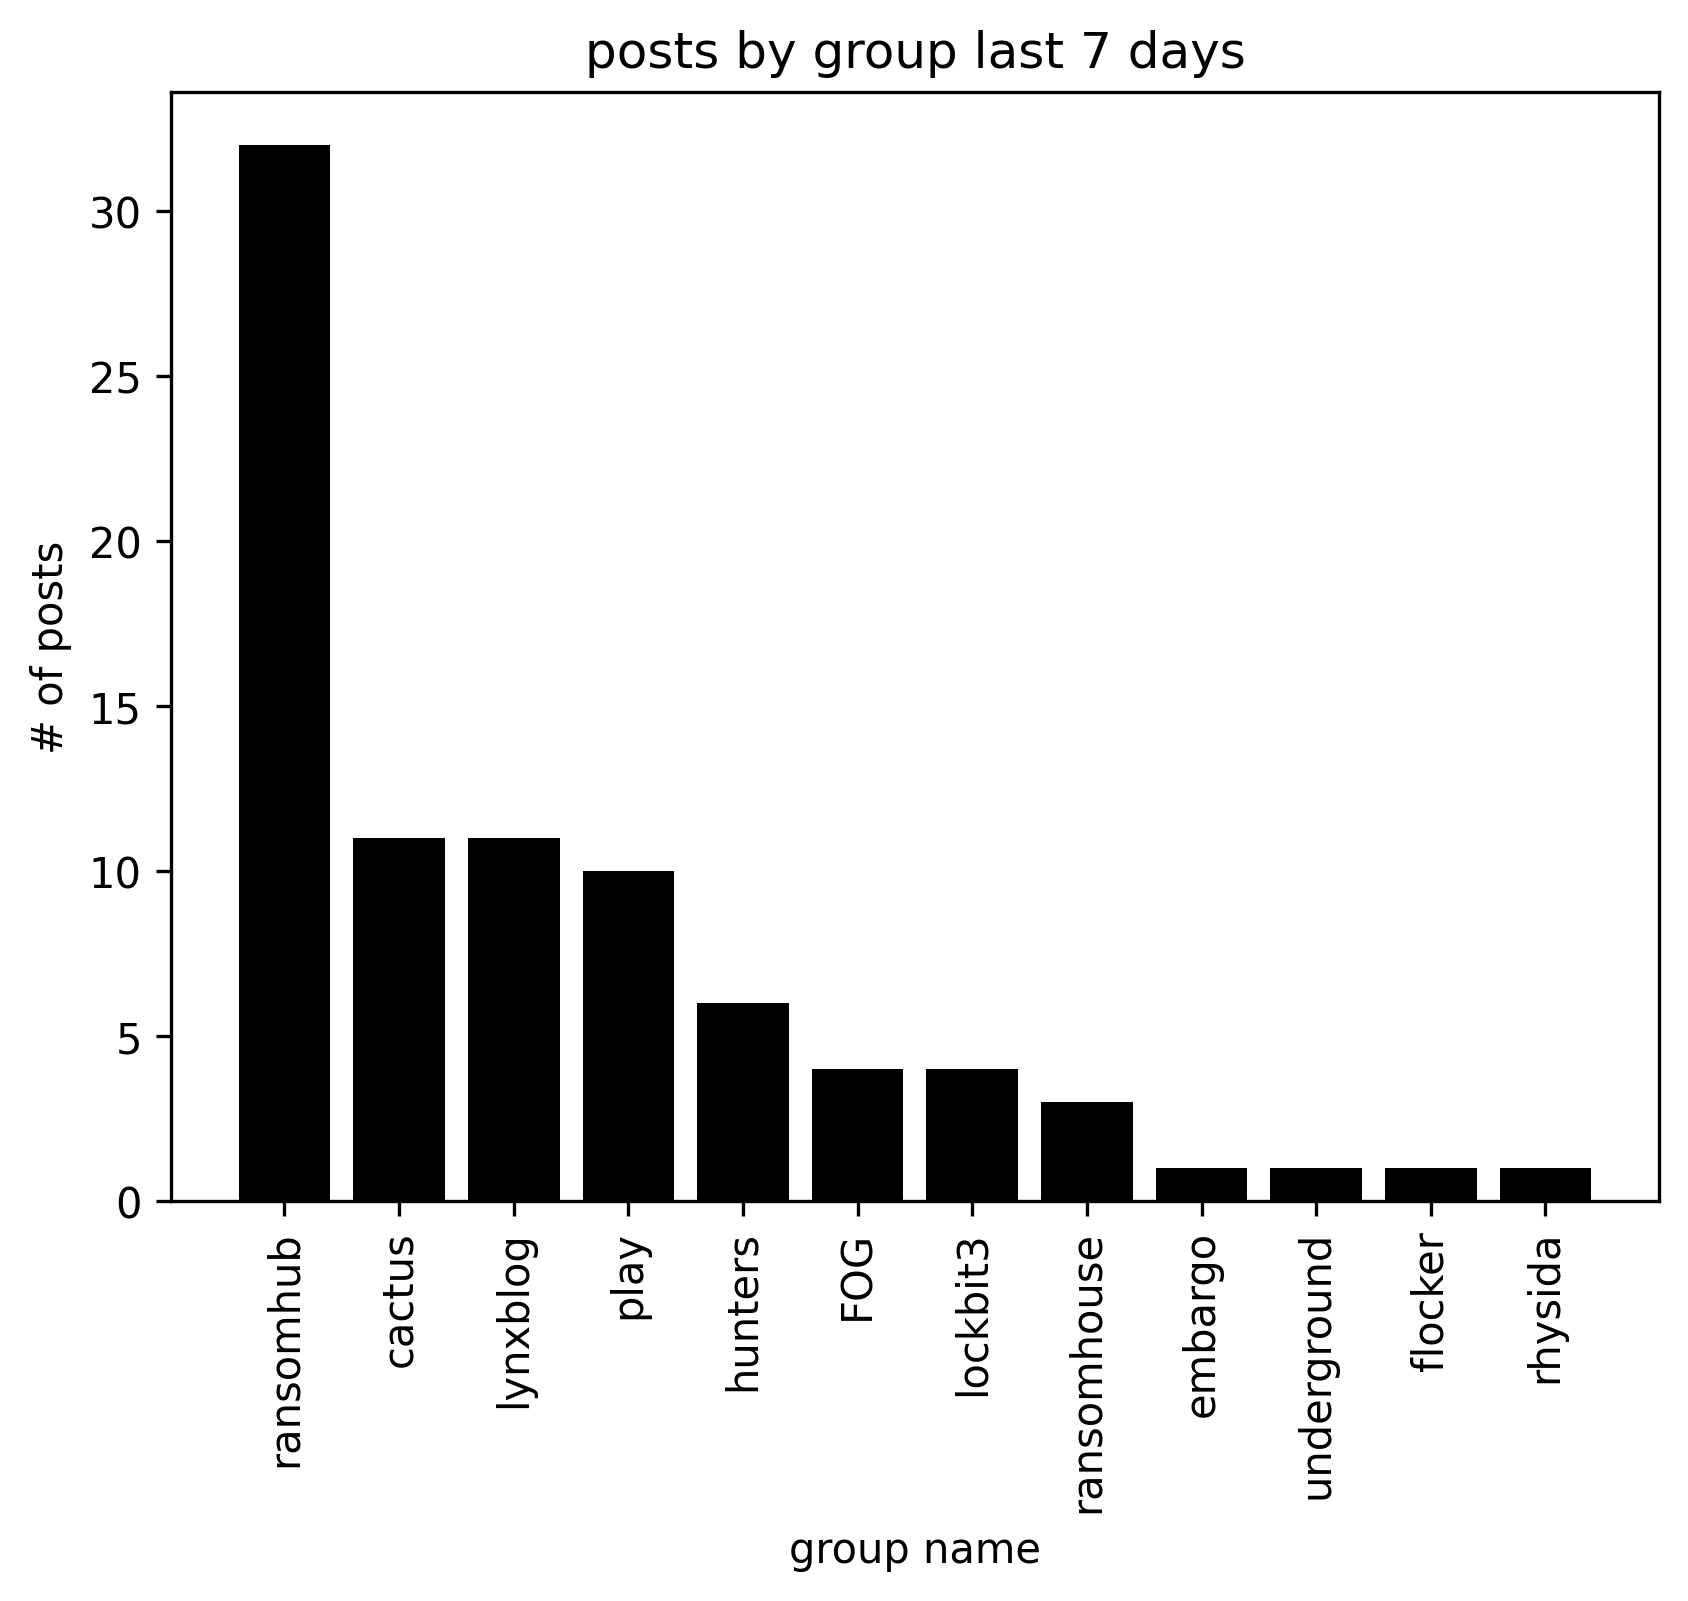 posts by group last 7 days
# of posts
30
25
20
15
10
5
0
ransomhub
cactus
lynxblog
play
hunters
FOG
lockbit3
ransomhouse
embargo
underground
flocker
rhysida
group name